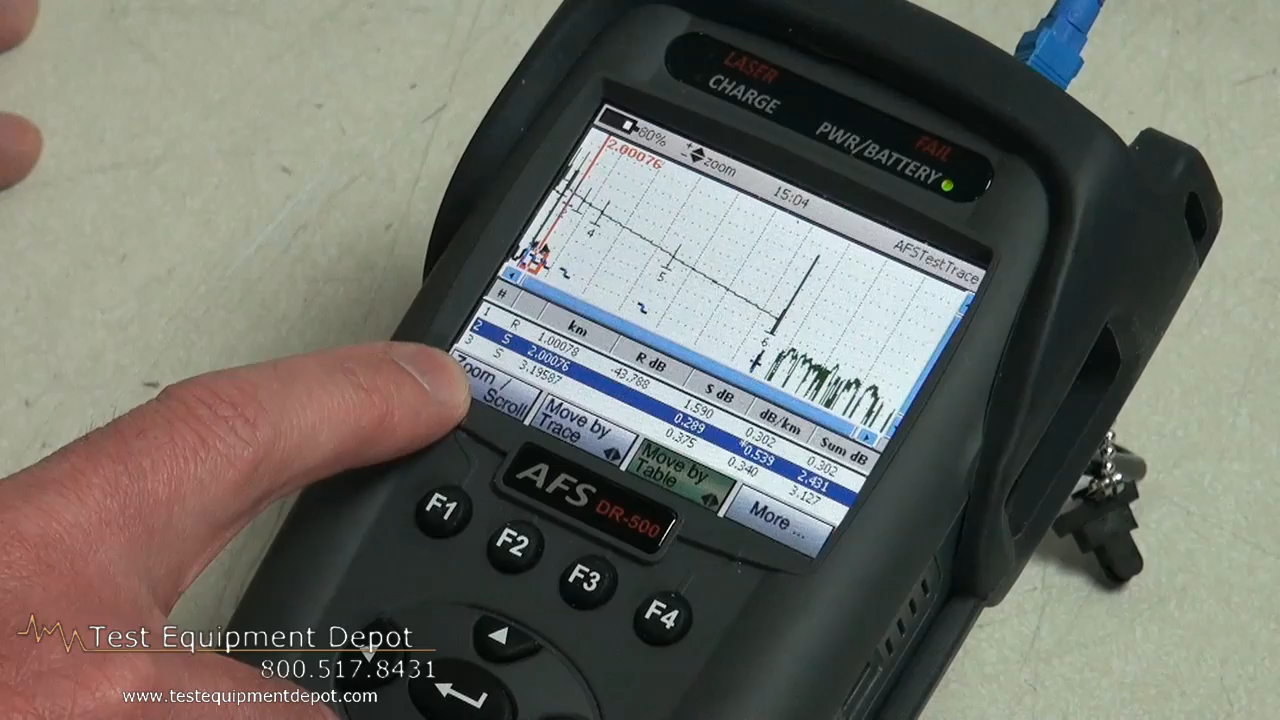 LASER
CHARGE
FAIL
PWR/BATTERY
80% zoom 15:04 AFSTestTrace
2.00076
4
5
6
# km R dB S dB dB/km Sum dB
1 R 1.00078 -43.788 1.590 0.302 0.302
2 S 2.00076 0.289 *0.539 2.431
3 S 3.19587 0.375 0.340 3.127
Zoom /
Scroll
Move by
Trace
Move by
Table
More ...
AFS DR-500
F1
F2
F3
F4
Test Equipment Depot
800.517.8431
www.testequipmentdepot.com